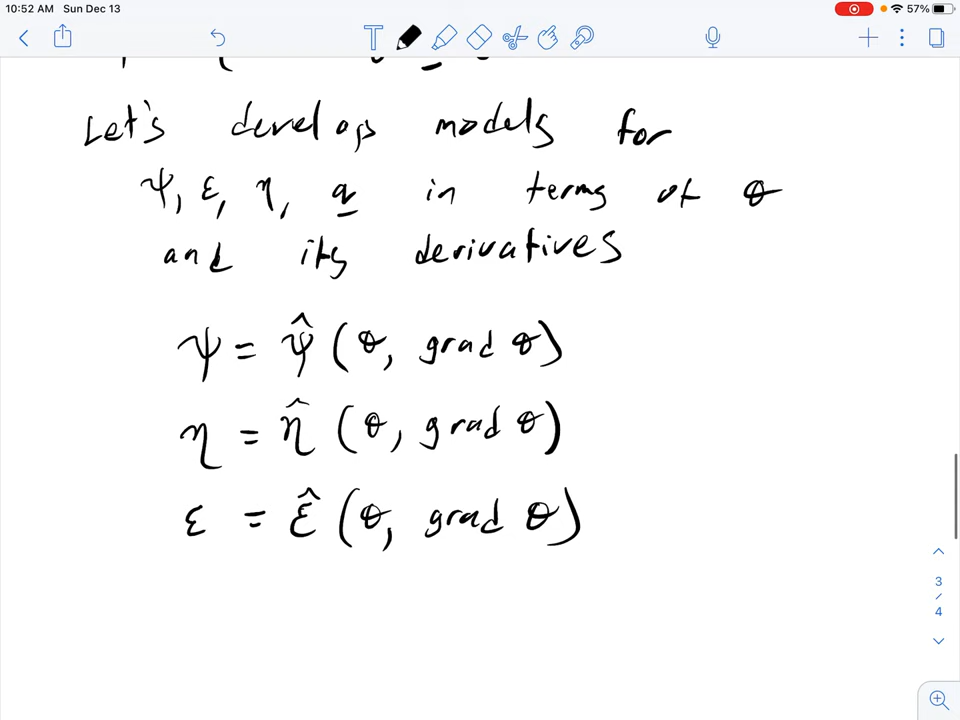 10:52 AM Sun Dec 13
57%
Let's develop models for
ψ, ε, η, q in terms of θ
and its derivatives
ψ = ψ̂ (θ, grad θ)
η = η̂ (θ, grad θ)
ε = ε̂ (θ, grad θ)
3
/
4